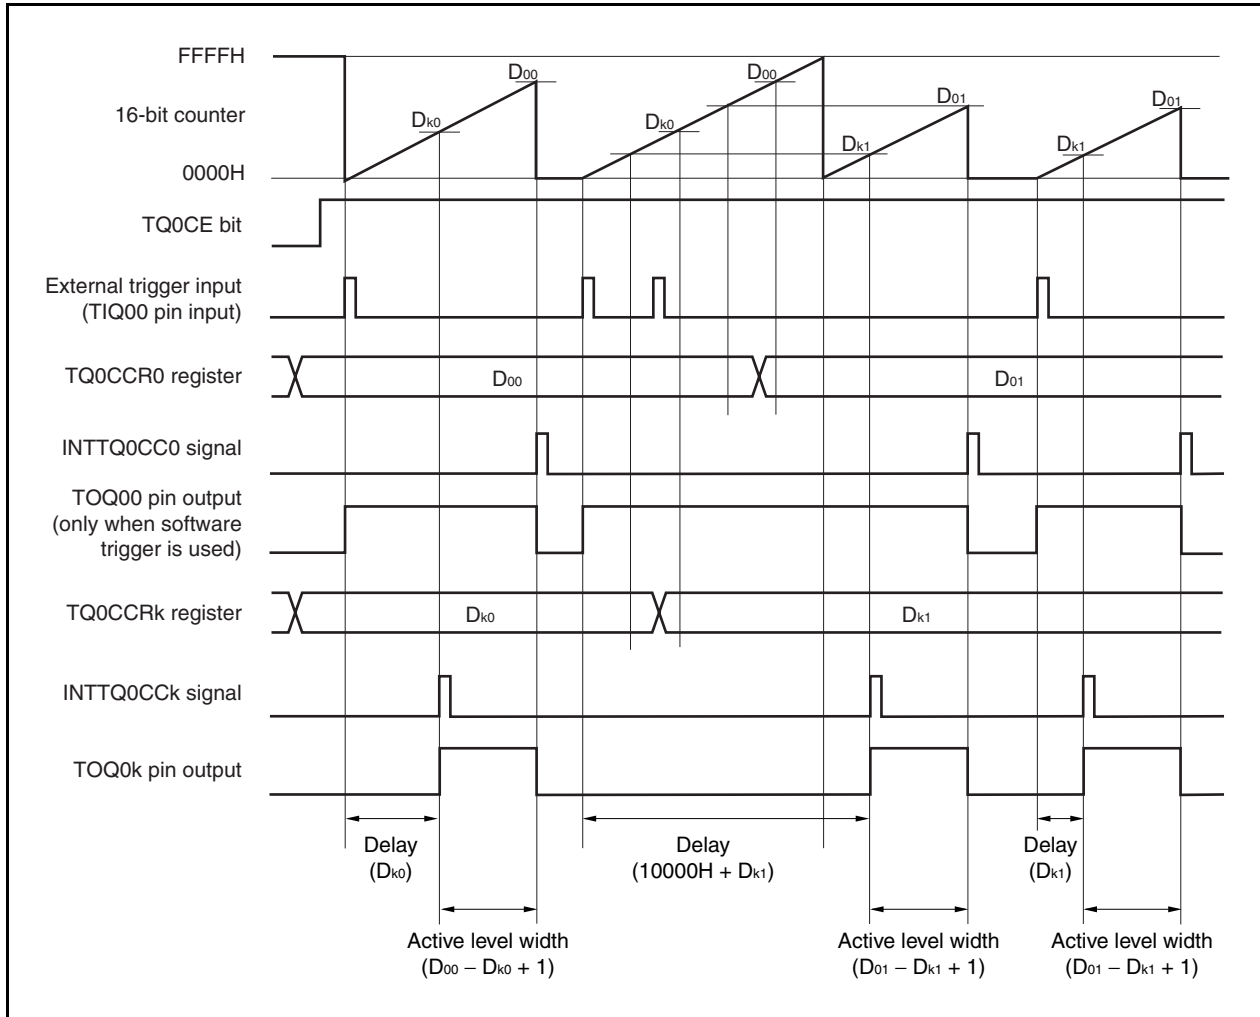 FFFFH
16-bit counter
0000H
D00
Dk0
D00
Dk0
D01
Dk1
D01
Dk1
TQ0CE bit
External trigger input
(TIQ00 pin input)
TQ0CCR0 register
D00
D01
INTTQ0CC0 signal
TOQ00 pin output
(only when software
trigger is used)
TQ0CCRk register
Dk0
Dk1
INTTQ0CCk signal
TOQ0k pin output
Delay
(Dk0)
Delay
(10000H + Dk1)
Delay
(Dk1)
Active level width
(D00 − Dk0 + 1)
Active level width
(D01 − Dk1 + 1)
Active level width
(D01 − Dk1 + 1)